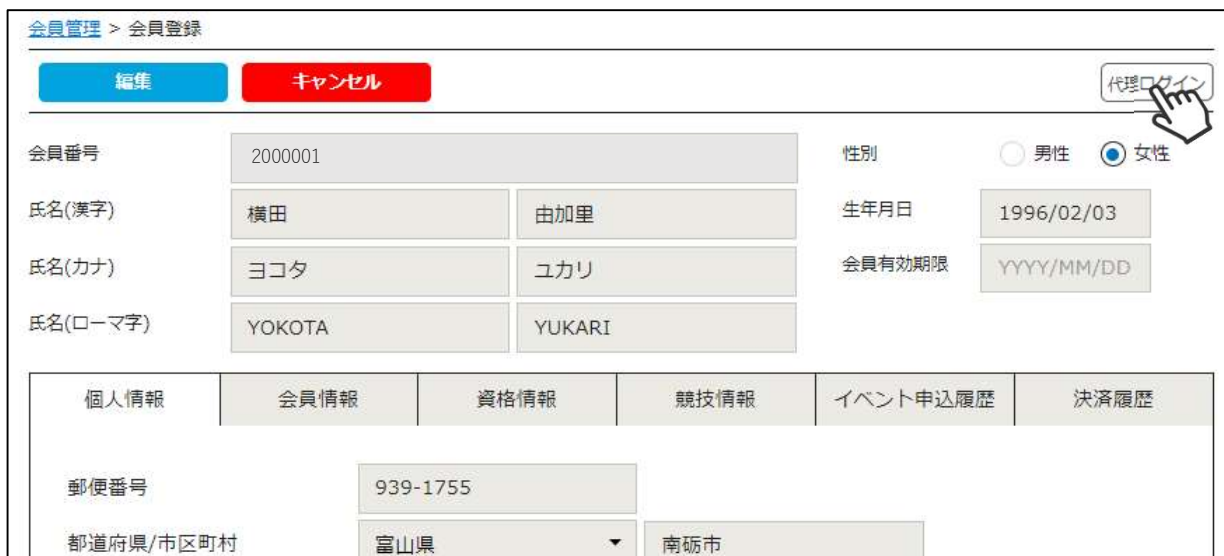 会員管理 > 会員登録
編集 キャンセル 代理ログイン
会員番号 2000001 性別 男性 女性
氏名(漢字) 横田 由加里 生年月日 1996/02/03
氏名(カナ) ヨコタ ユカリ 会員有効期限 YYYY/MM/DD
氏名(ローマ字) YOKOTA YUKARI
個人情報 会員情報 資格情報 競技情報 イベント申込履歴 決済履歴
郵便番号 939-1755
都道府県/市区町村 富山県 南砺市